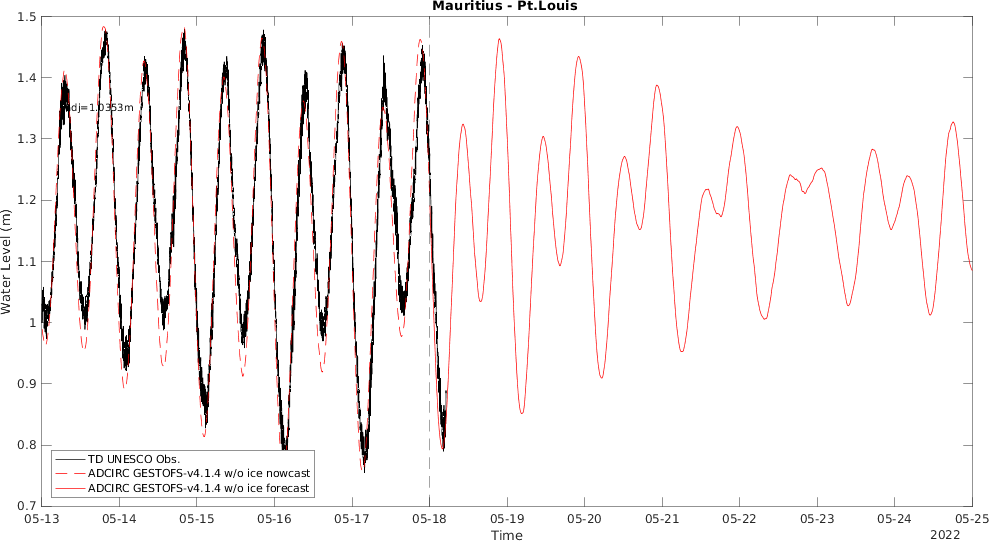 Mauritius - Pt.Louis
1.5
1.4
1.3
1.2
1.1
1
0.9
0.8
0.7
Water Level (m)
dj=1.0353m
TD UNESCO Obs.
ADCIRC GESTOFS-v4.1.4 w/o ice nowcast
ADCIRC GESTOFS-v4.1.4 w/o ice forecast
05-13 05-14 05-15 05-16 05-17 05-18 05-19 05-20 05-21 05-22 05-23 05-24 05-25
Time
2022